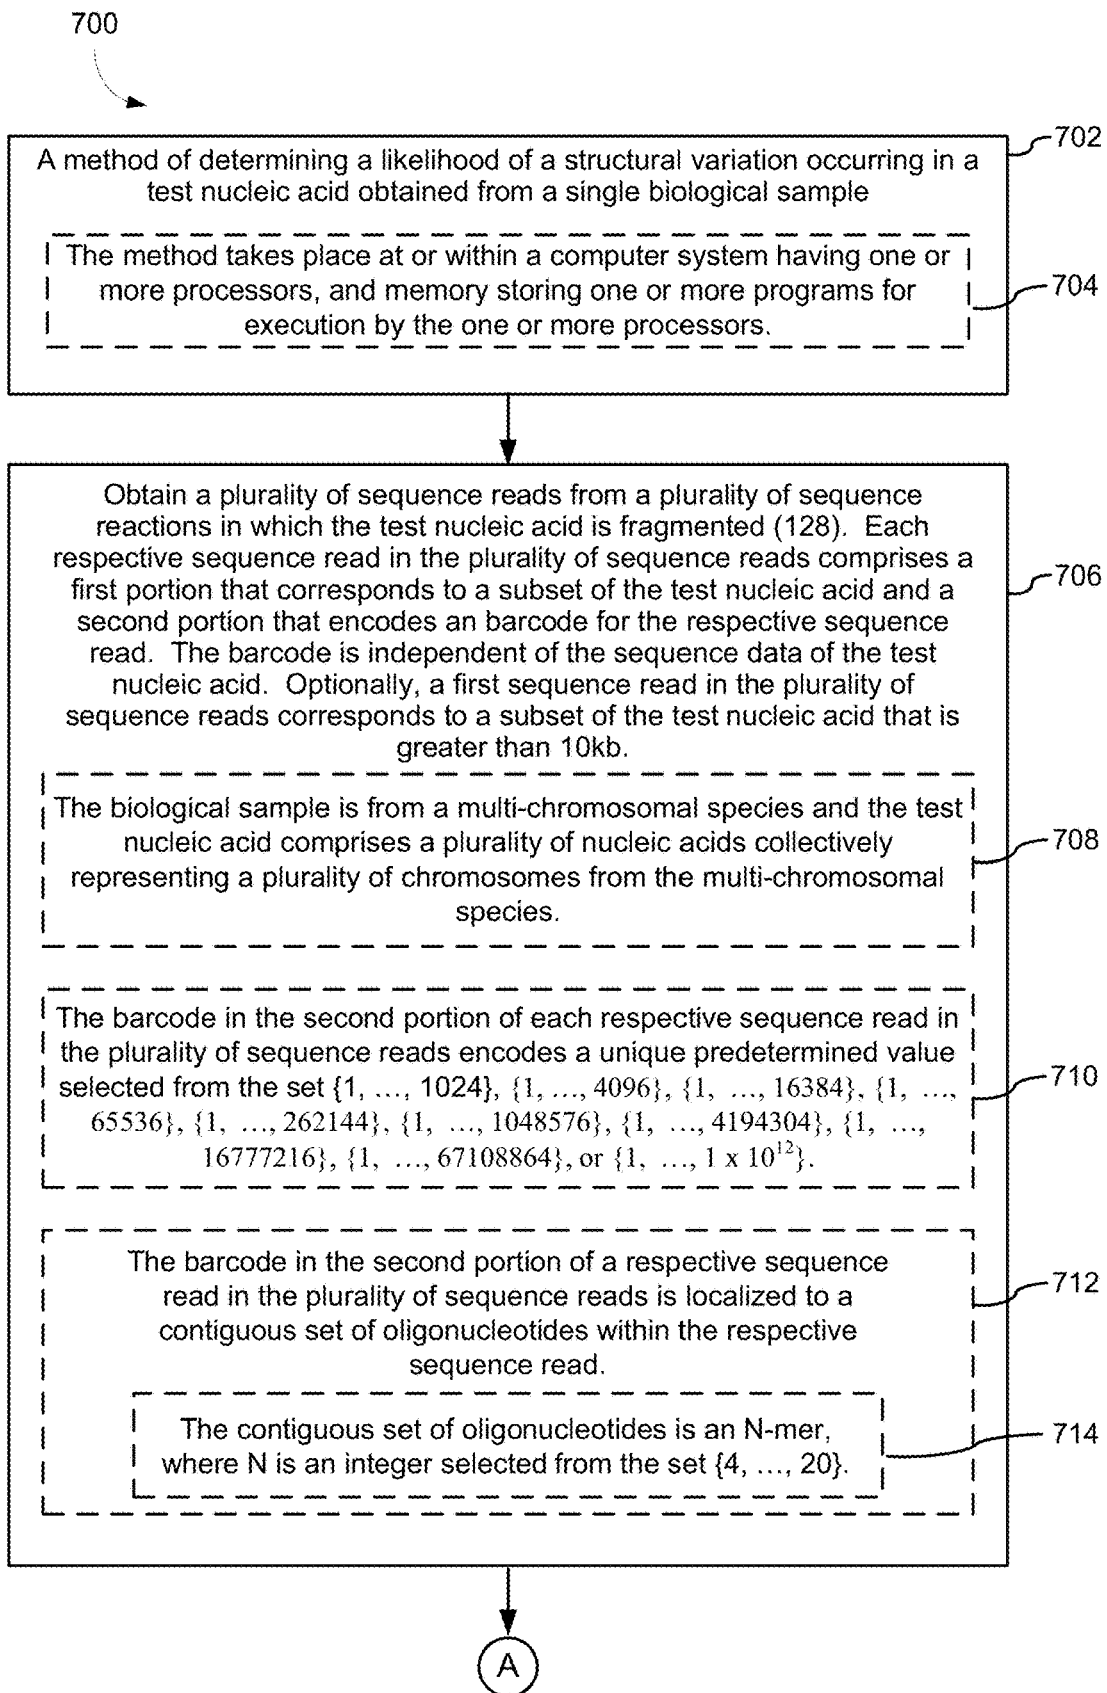 700
702
A method of determining a likelihood of a structural variation occurring in a
test nucleic acid obtained from a single biological sample
The method takes place at or within a computer system having one or
more processors, and memory storing one or more programs for
execution by the one or more processors.
704
Obtain a plurality of sequence reads from a plurality of sequence
reactions in which the test nucleic acid is fragmented (128). Each
respective sequence read in the plurality of sequence reads comprises a
first portion that corresponds to a subset of the test nucleic acid and a
second portion that encodes an barcode for the respective sequence
read. The barcode is independent of the sequence data of the test
nucleic acid. Optionally, a first sequence read in the plurality of
sequence reads corresponds to a subset of the test nucleic acid that is
greater than 10kb.
706
The biological sample is from a multi-chromosomal species and the test
nucleic acid comprises a plurality of nucleic acids collectively
representing a plurality of chromosomes from the multi-chromosomal
species.
708
The barcode in the second portion of each respective sequence read in
the plurality of sequence reads encodes a unique predetermined value
selected from the set {1, …, 1024}, {1, …, 4096}, {1, …, 16384}, {1, …,
65536}, {1, …, 262144}, {1, …, 1048576}, {1, …, 4194304}, {1, …,
16777216}, {1, …, 67108864}, or {1, …, 1 x 10¹²}.
710
The barcode in the second portion of a respective sequence
read in the plurality of sequence reads is localized to a
contiguous set of oligonucleotides within the respective
sequence read.
712
The contiguous set of oligonucleotides is an N-mer,
where N is an integer selected from the set {4, …, 20}.
714
A